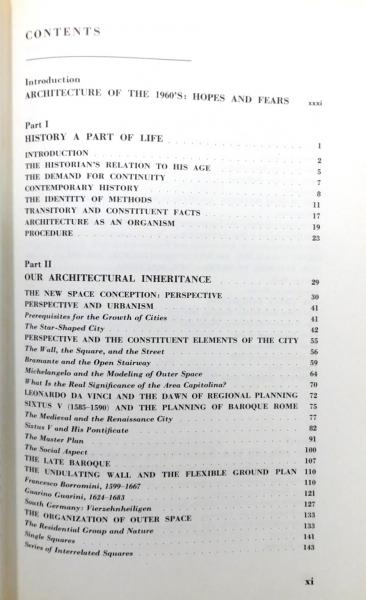 CONTENTS
Introduction
ARCHITECTURE OF THE 1960'S: HOPES AND FEARS xxxi
Part I
HISTORY A PART OF LIFE 1
INTRODUCTION 2
THE HISTORIAN'S RELATION TO HIS AGE 5
THE DEMAND FOR CONTINUITY 7
CONTEMPORARY HISTORY 8
THE IDENTITY OF METHODS 11
TRANSITORY AND CONSTITUENT FACTS 17
ARCHITECTURE AS AN ORGANISM 19
PROCEDURE 23
Part II
OUR ARCHITECTURAL INHERITANCE 29
THE NEW SPACE CONCEPTION: PERSPECTIVE 30
PERSPECTIVE AND URBANISM 41
Prerequisites for the Growth of Cities 41
The Star-Shaped City 42
PERSPECTIVE AND THE CONSTITUENT ELEMENTS OF THE CITY 55
The Wall, the Square, and the Street 56
Bramante and the Open Stairway 59
Michelangelo and the Modeling of Outer Space 64
What Is the Real Significance of the Area Capitolina? 70
LEONARDO DA VINCI AND THE DAWN OF REGIONAL PLANNING 72
SIXTUS V (1585–1590) AND THE PLANNING OF BAROQUE ROME 75
The Medieval and the Renaissance City 77
Sixtus V and His Pontificate 82
The Master Plan 91
The Social Aspect 100
THE LATE BAROQUE 107
THE UNDULATING WALL AND THE FLEXIBLE GROUND PLAN 110
Francesco Borromini, 1599–1667 110
Guarino Guarini, 1624–1683 121
South Germany: Vierzehnheiligen 127
THE ORGANIZATION OF OUTER SPACE 133
The Residential Group and Nature 133
Single Squares 141
Series of Interrelated Squares 143
xi